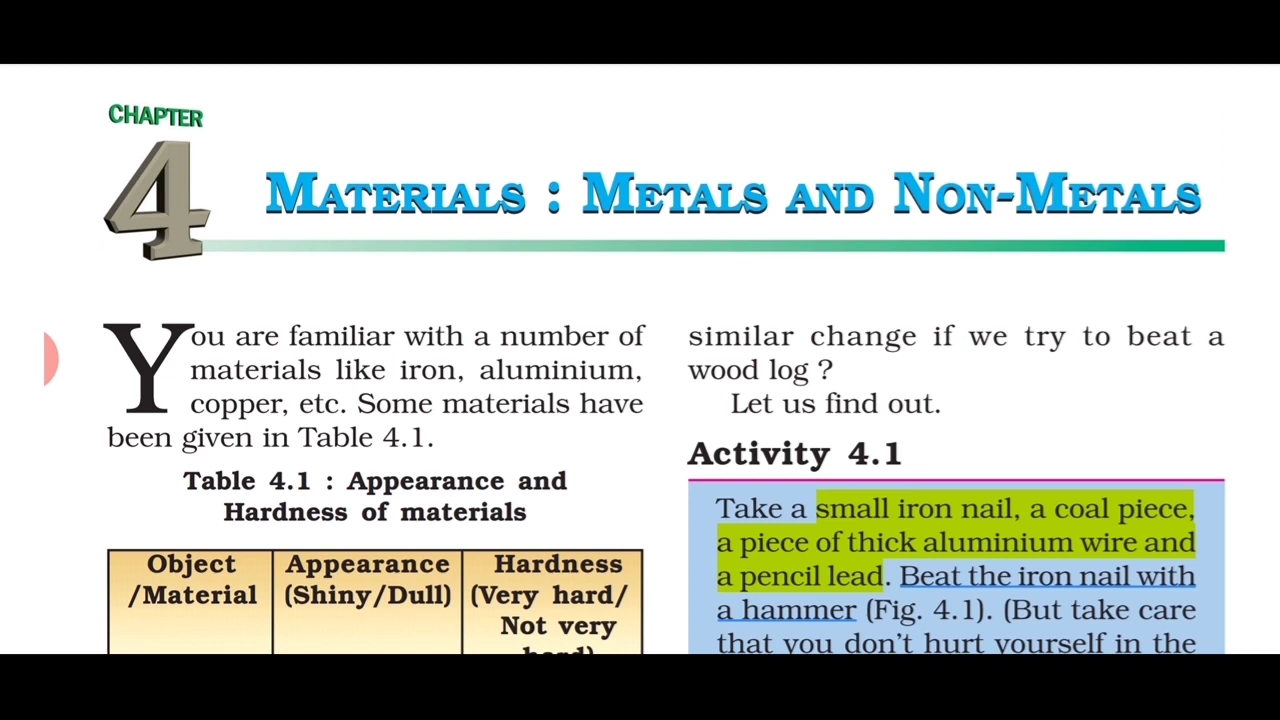 CHAPTER
4
MATERIALS : METALS AND NON-METALS
You are familiar with a number of
materials like iron, aluminium,
copper, etc. Some materials have
been given in Table 4.1.
Table 4.1 : Appearance and
Hardness of materials
Object
/Material
Appearance
(Shiny/Dull)
Hardness
(Very hard/
Not very
hard)
similar change if we try to beat a
wood log ?
Let us find out.
Activity 4.1
Take a small iron nail, a coal piece,
a piece of thick aluminium wire and
a pencil lead. Beat the iron nail with
a hammer (Fig. 4.1). (But take care
that you don't hurt yourself in the